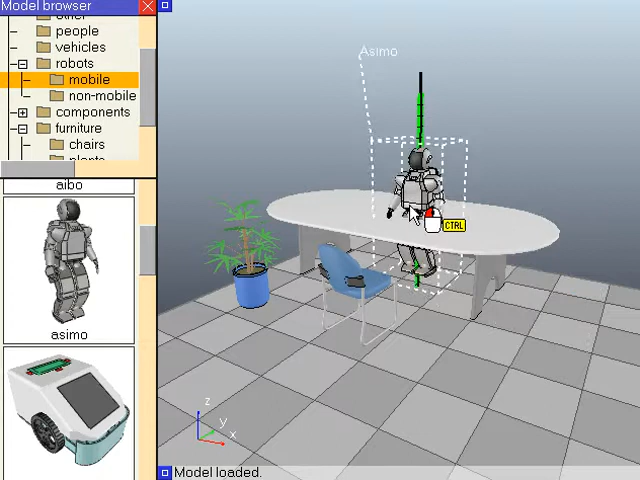 Model browser
other
people
vehicles
robots
mobile
non-mobile
components
furniture
chairs
plants
aibo
asimo
Asimo
CTRL
z
y
x
Model loaded.